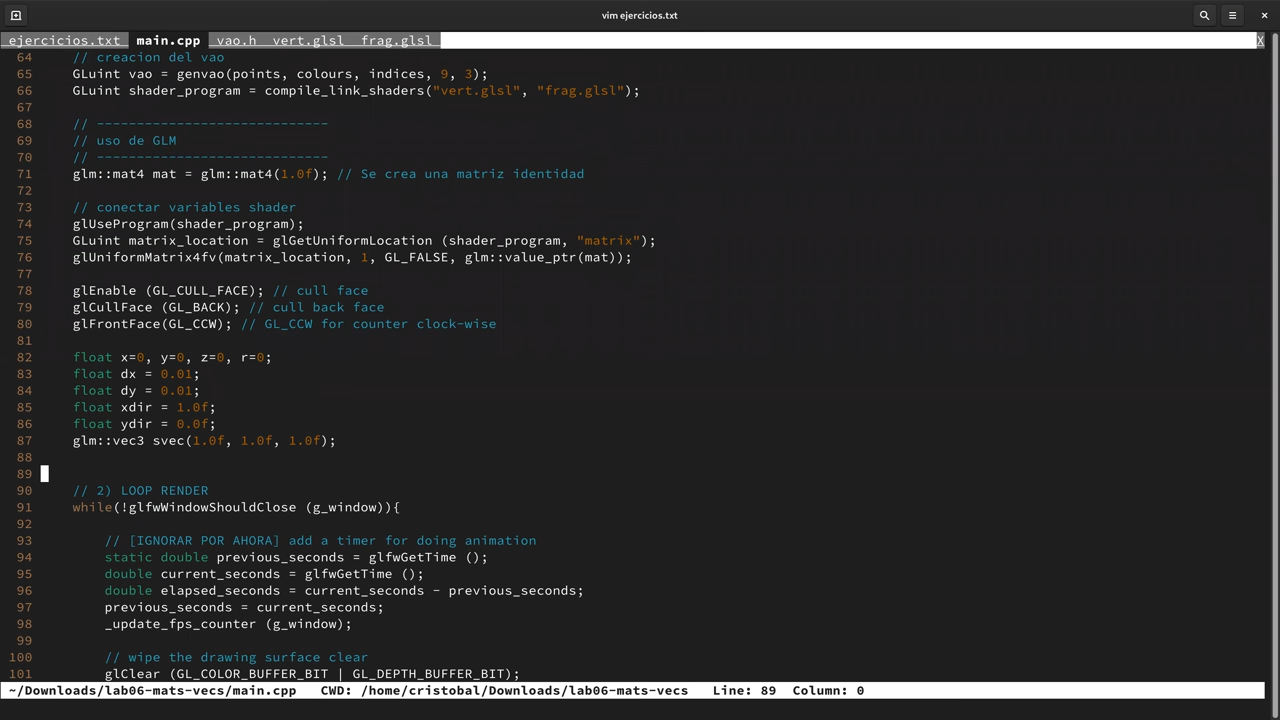 vim ejercicios.txt
ejercicios.txt main.cpp vao.h vert.glsl frag.glsl X
64 // creacion del vao
65 GLuint vao = genvao(points, colours, indices, 9, 3);
66 GLuint shader_program = compile_link_shaders("vert.glsl", "frag.glsl");
67
68 // -----------------------------
69 // uso de GLM
70 // -----------------------------
71 glm::mat4 mat = glm::mat4(1.0f); // Se crea una matriz identidad
72
73 // conectar variables shader
74 glUseProgram(shader_program);
75 GLuint matrix_location = glGetUniformLocation (shader_program, "matrix");
76 glUniformMatrix4fv(matrix_location, 1, GL_FALSE, glm::value_ptr(mat));
77
78 glEnable (GL_CULL_FACE); // cull face
79 glCullFace (GL_BACK); // cull back face
80 glFrontFace(GL_CCW); // GL_CCW for counter clock-wise
81
82 float x=0, y=0, z=0, r=0;
83 float dx = 0.01;
84 float dy = 0.01;
85 float xdir = 1.0f;
86 float ydir = 0.0f;
87 glm::vec3 svec(1.0f, 1.0f, 1.0f);
88
89
90 // 2) LOOP RENDER
91 while(!glfwWindowShouldClose (g_window)){
92
93 // [IGNORAR POR AHORA] add a timer for doing animation
94 static double previous_seconds = glfwGetTime ();
95 double current_seconds = glfwGetTime ();
96 double elapsed_seconds = current_seconds - previous_seconds;
97 previous_seconds = current_seconds;
98 _update_fps_counter (g_window);
99
100 // wipe the drawing surface clear
101 glClear (GL_COLOR_BUFFER_BIT | GL_DEPTH_BUFFER_BIT);
~/Downloads/lab06-mats-vecs/main.cpp CWD: /home/cristobal/Downloads/lab06-mats-vecs Line: 89 Column: 0